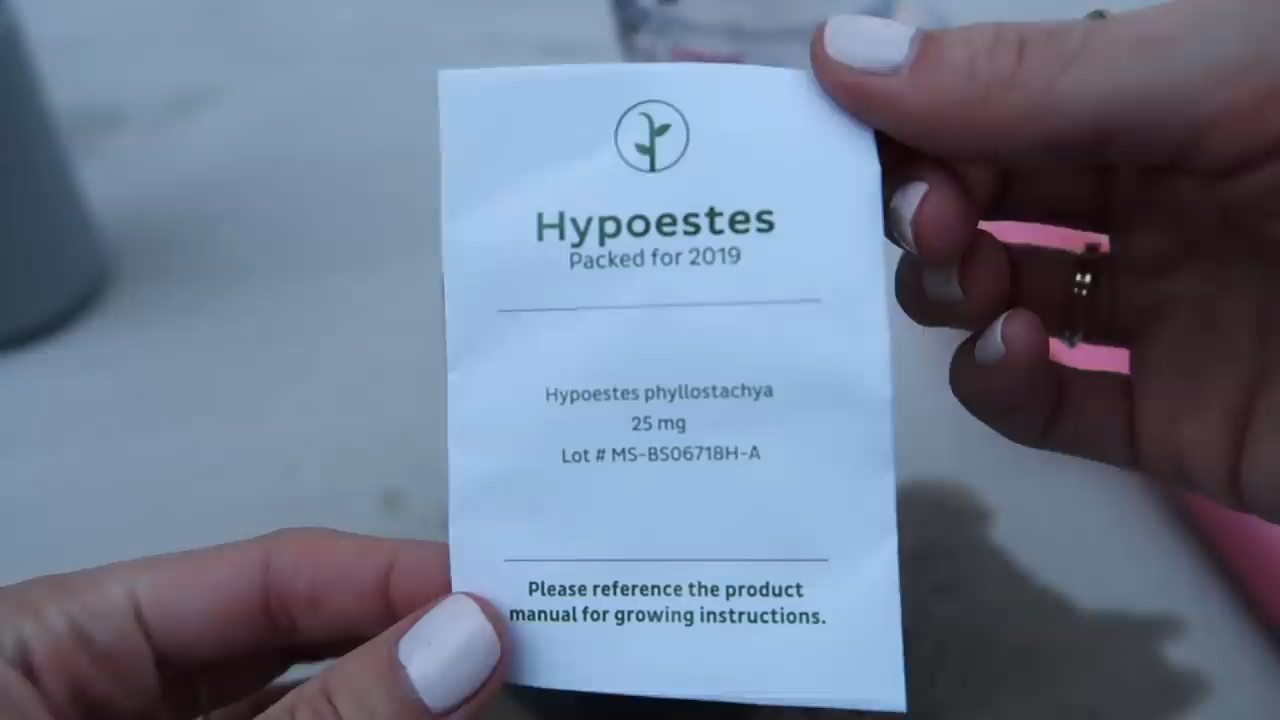 Hypoestes
Packed for 2019
Hypoestes phyllostachya
25 mg
Lot # MS-BS06718H-A
Please reference the product
manual for growing instructions.